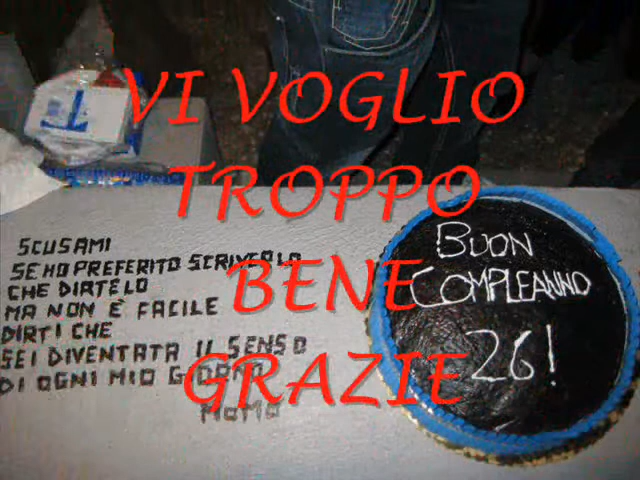 VI VOGLIO
TROPPO
BENE
GRAZIE
SCUSAMI
SE HO PREFERITO SCRIVERLO
CHE DIRTELO
MA NON È FACILE
DIRTI CHE
SEI DIVENTATA IL SENSO
DI OGNI MIO GIORNO
MOMO
BUON
COMPLEANNO
26!